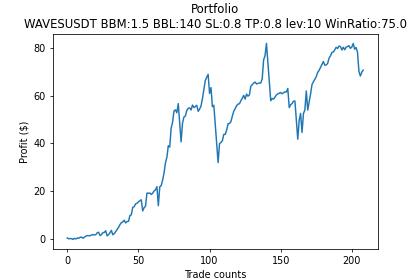 Portfolio
WAVESUSDT BBM:1.5 BBL:140 SL:0.8 TP:0.8 lev:10 WinRatio:75.0
80
60
40
20
0
Profit ($)
0 50 100 150 200
Trade counts